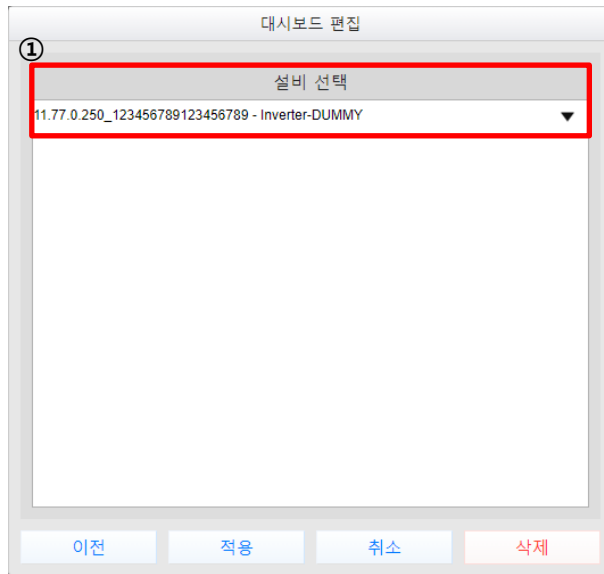 대시보드 편집
①
설비 선택
11.77.0.250_123456789123456789 - Inverter-DUMMY
이전 적용 취소 삭제